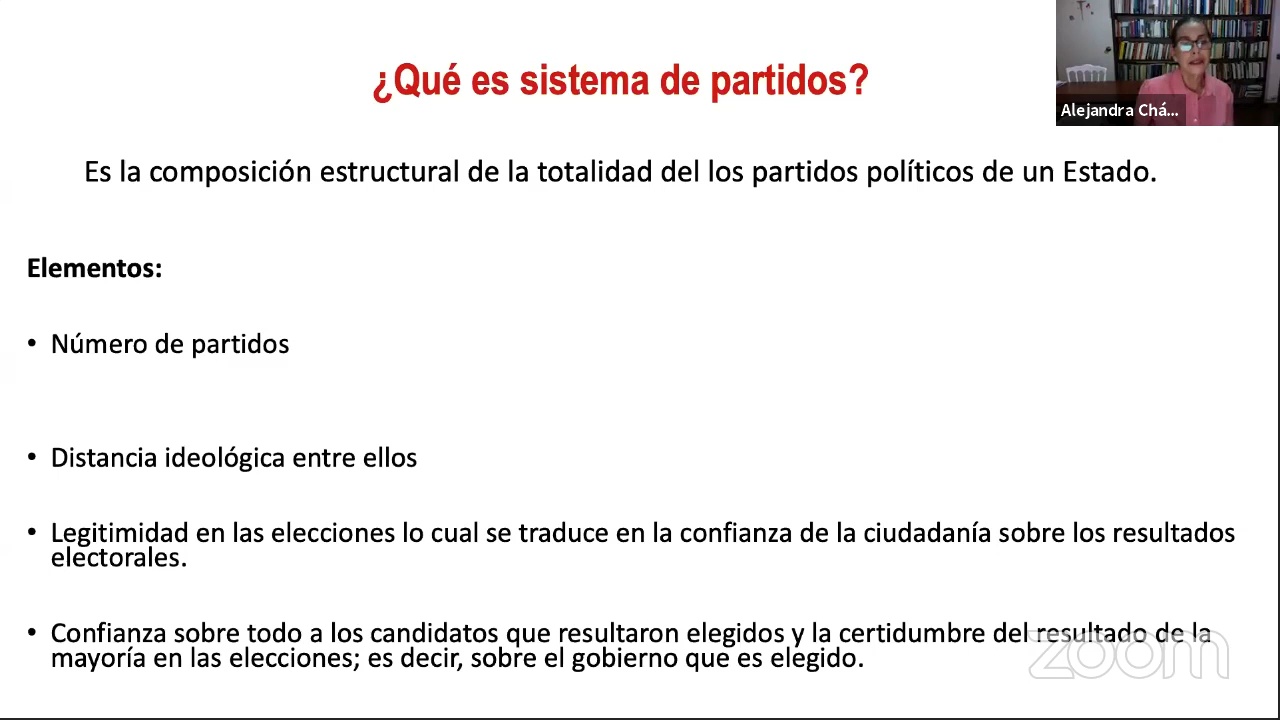 ¿Qué es sistema de partidos?
Alejandra Chá...
Es la composición estructural de la totalidad del los partidos políticos de un Estado.
Elementos:
• Número de partidos
• Distancia ideológica entre ellos
• Legitimidad en las elecciones lo cual se traduce en la confianza de la ciudadanía sobre los resultados
electorales.
• Confianza sobre todo a los candidatos que resultaron elegidos y la certidumbre del resultado de la
mayoría en las elecciones; es decir, sobre el gobierno que es elegido.
zoom